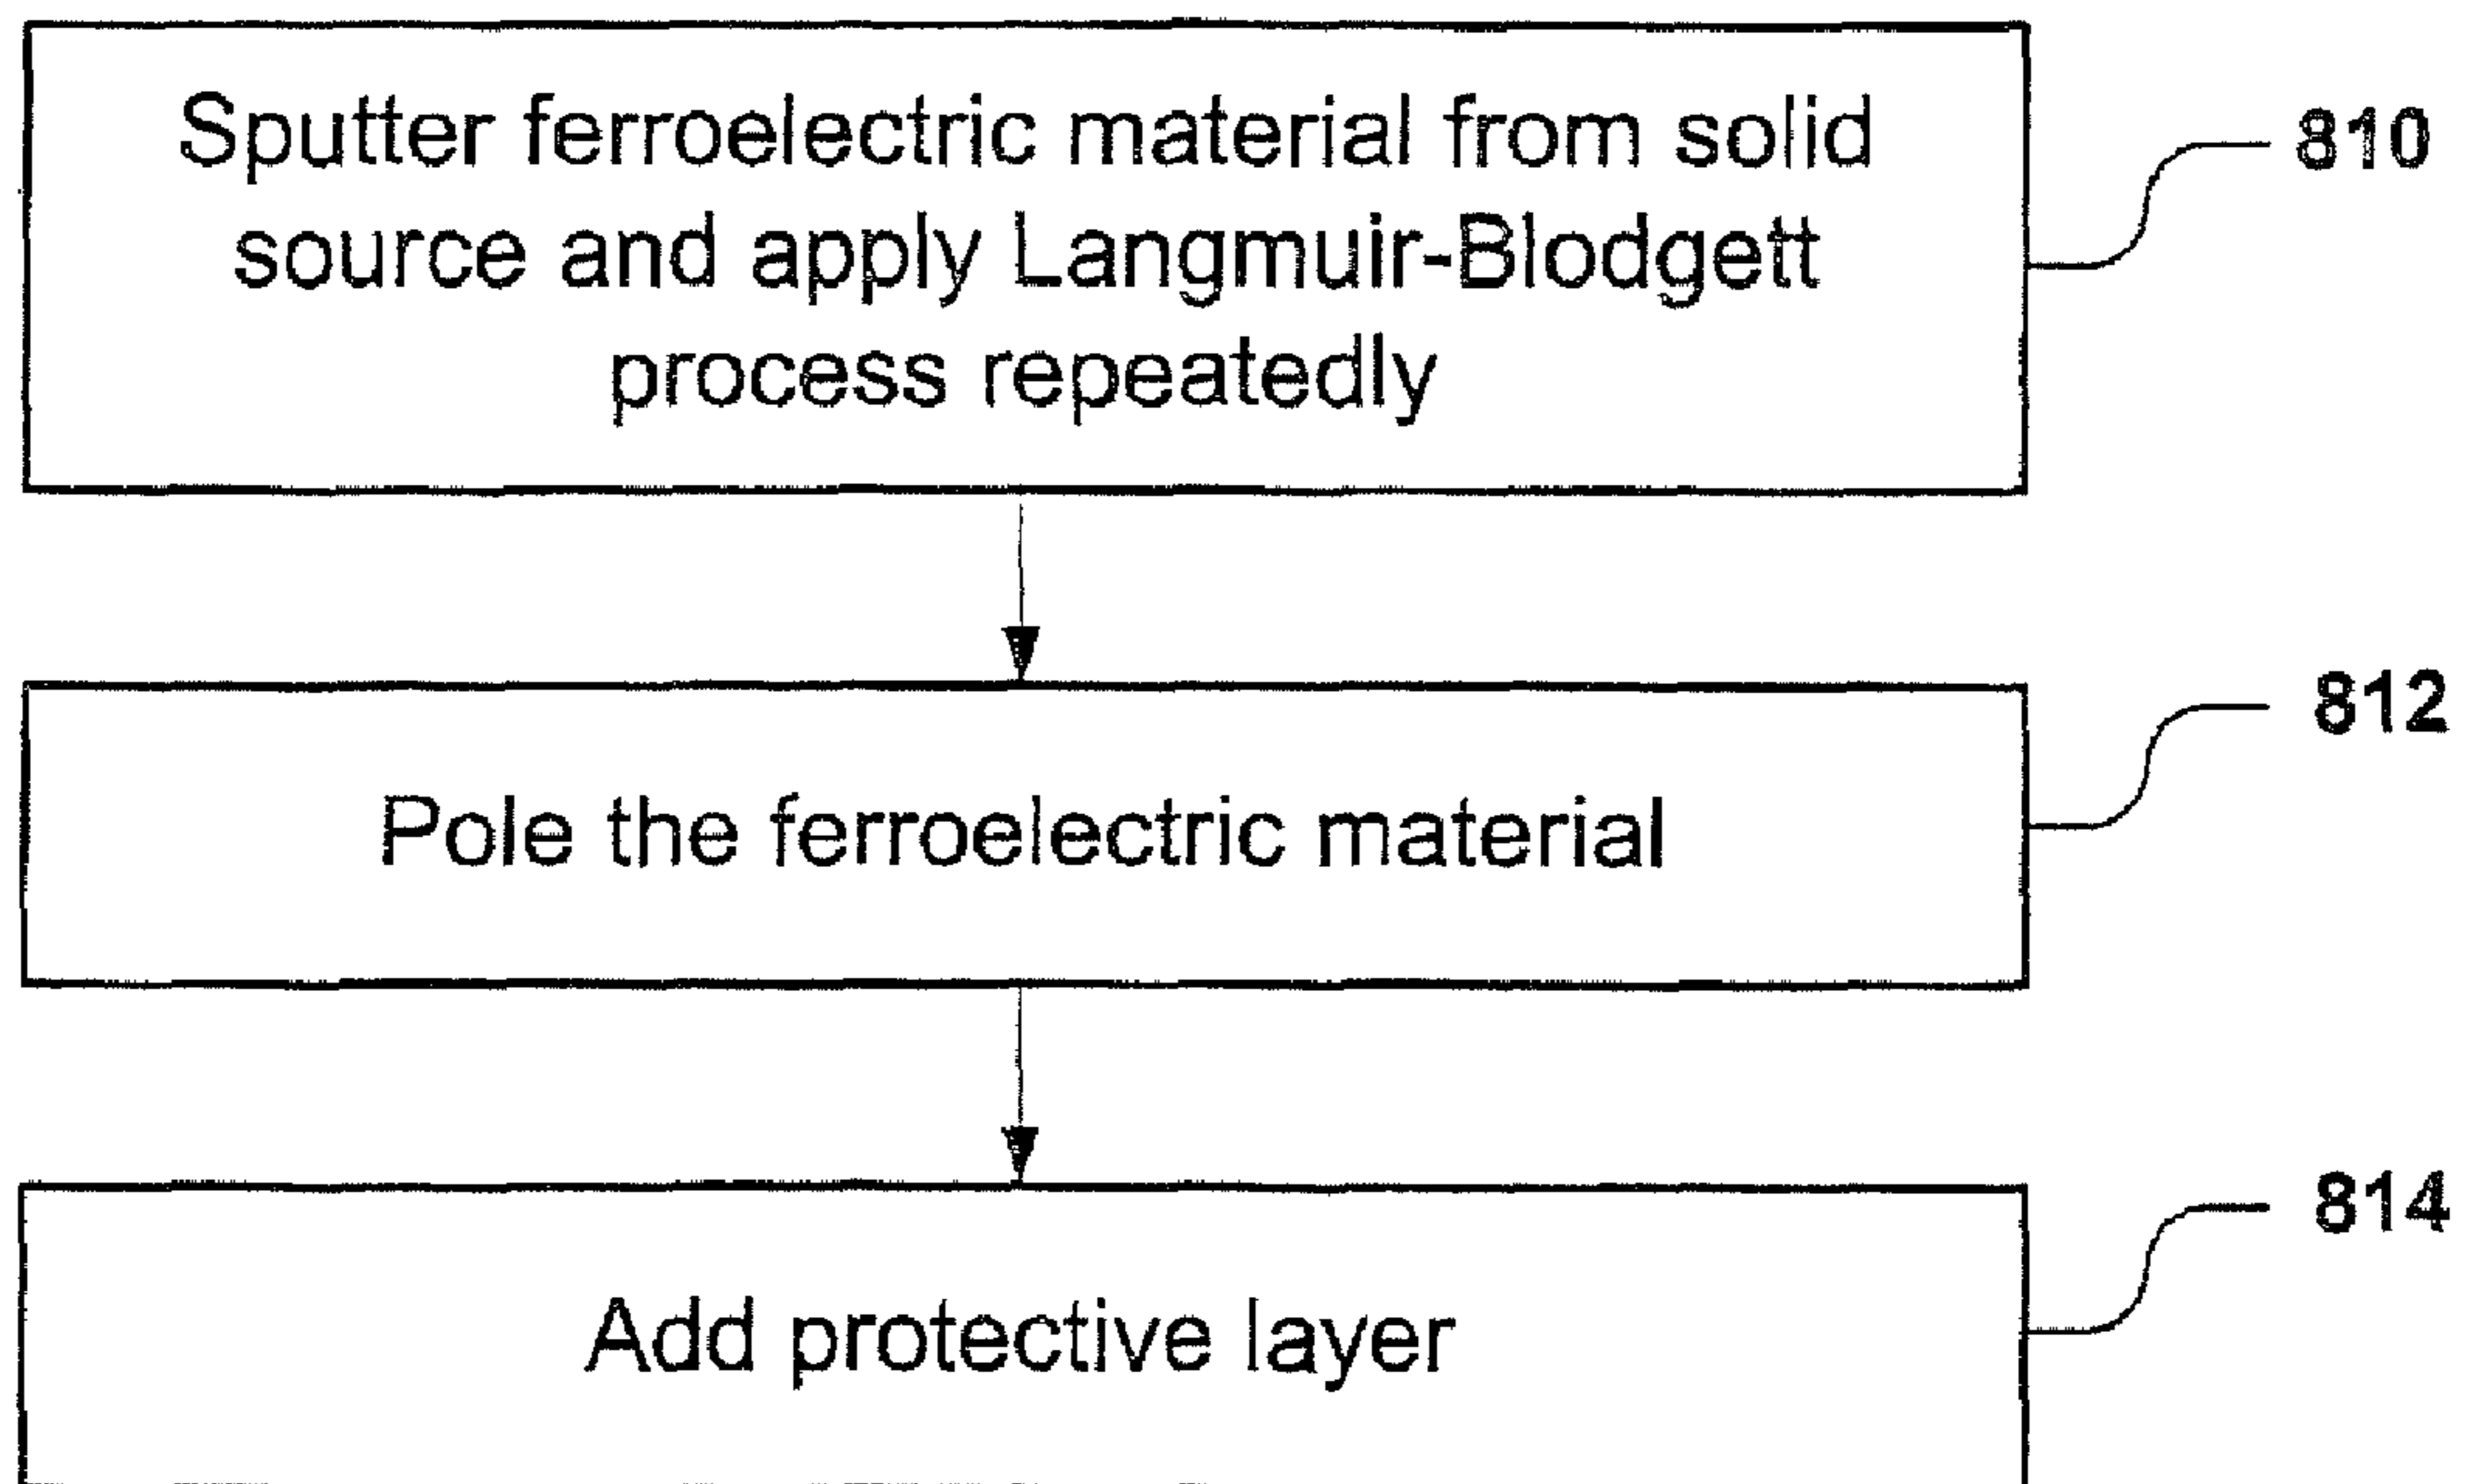 Sputter ferroelectric material from solid
source and apply Langmuir-Blodgett
process repeatedly
810
Pole the ferroelectric material
812
Add protective layer
814